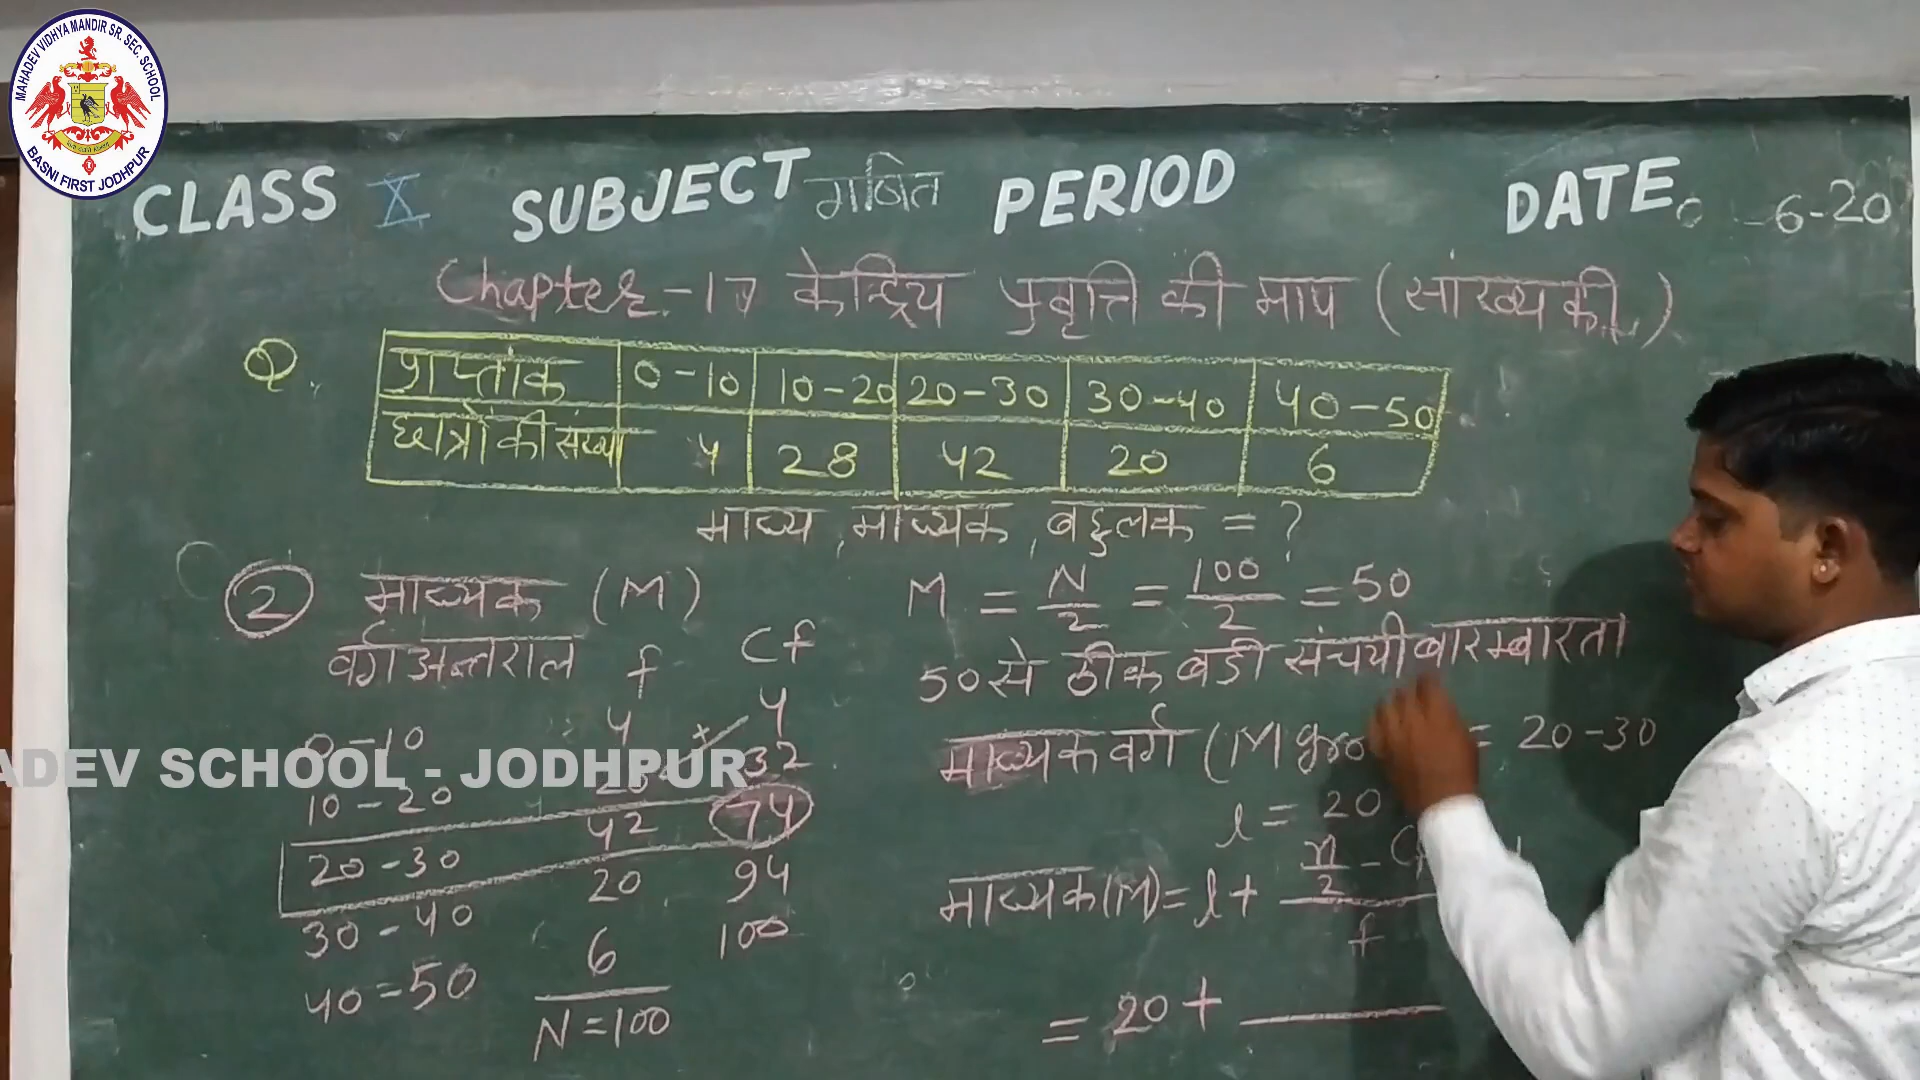 MAHADEV VIDHYA MANDIR SR. SEC. SCHOOL
BASNI FIRST JODHPUR
CLASS X SUBJECT गणित PERIOD DATE -6-20
Chapter-17 केन्द्रिय प्रवृत्ति की माप (सांख्यकी)
Q.
प्राप्तांक 0-10 10-20 20-30 30-40 40-50
छात्रों की संख्या 4 28 42 20 6
माध्य, माध्यक, बहुलक = ?
② माध्यक (M)
वर्ग अन्तराल f Cf
0-10 4 4
10-20 28 32
20-30 42 74
30-40 20 94
40=50 6 100
N=100
M = N/2 = 100/2 = 50
50 से ठीक बडी संचयी बारम्बारता
माध्यक वर्ग (M gro = 20-30
l = 20
माध्यक(M) = l + n/2 - C
f
= 20 +
ADEV SCHOOL - JODHPUR